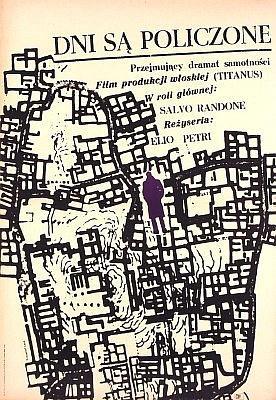 DNI SĄ POLICZONE
Przejmujący dramat samotności
Film produkcji włoskiej (TITANUS)
W roli głównej:
SALVO RANDONE
Reżyseria:
ELIO PETRI